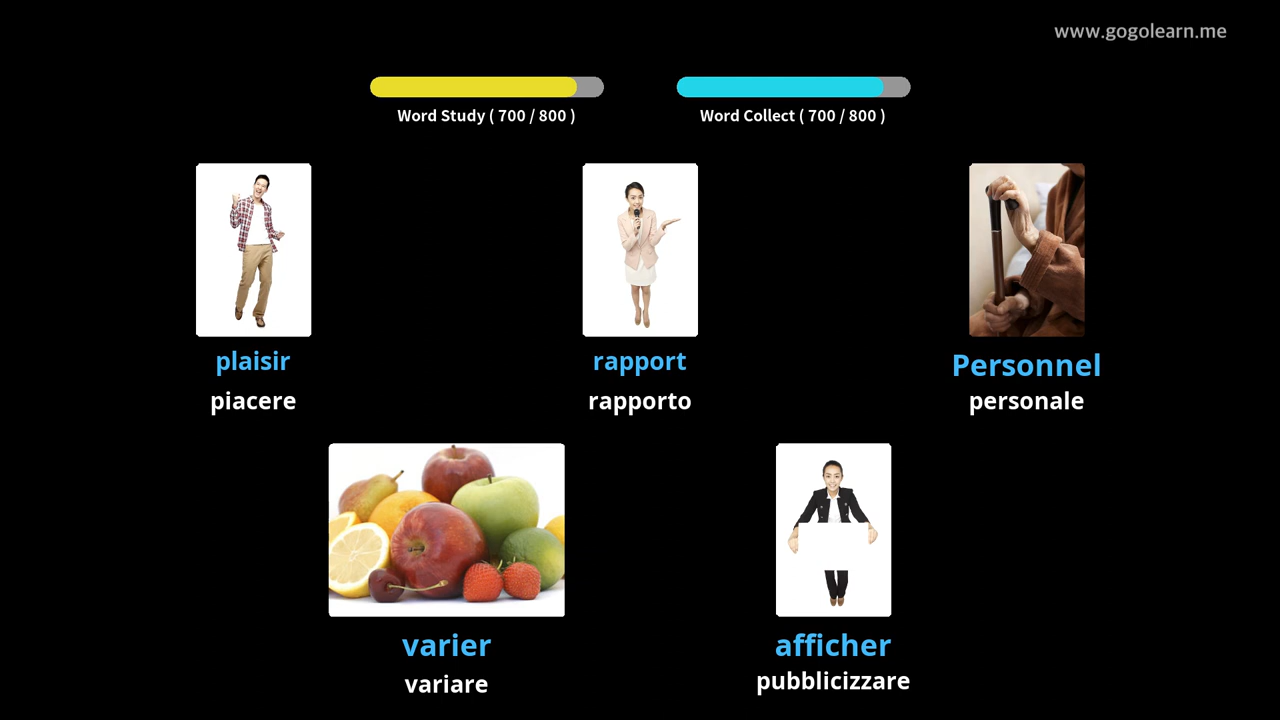 www.gogolearn.me
Word Study ( 700 / 800 )
Word Collect ( 700 / 800 )
plaisir
piacere
rapport
rapporto
Personnel
personale
varier
variare
afficher
pubblicizzare